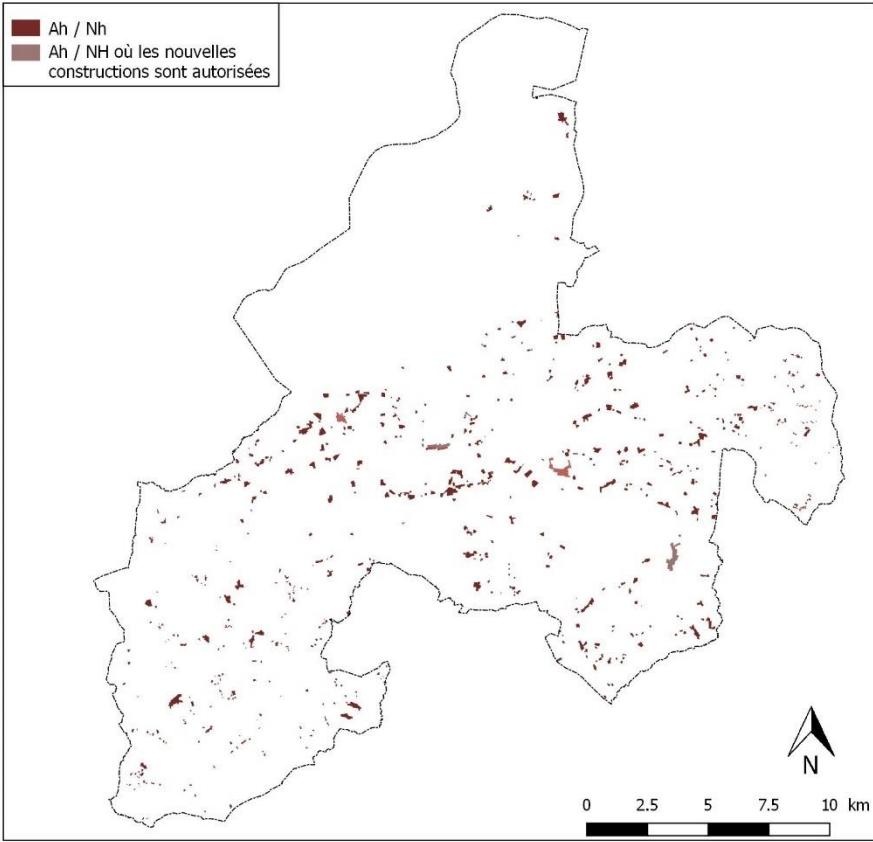 Ah / Nh
Ah / NH où les nouvelles
constructions sont autorisées
N
0 2.5 5 7.5 10 km